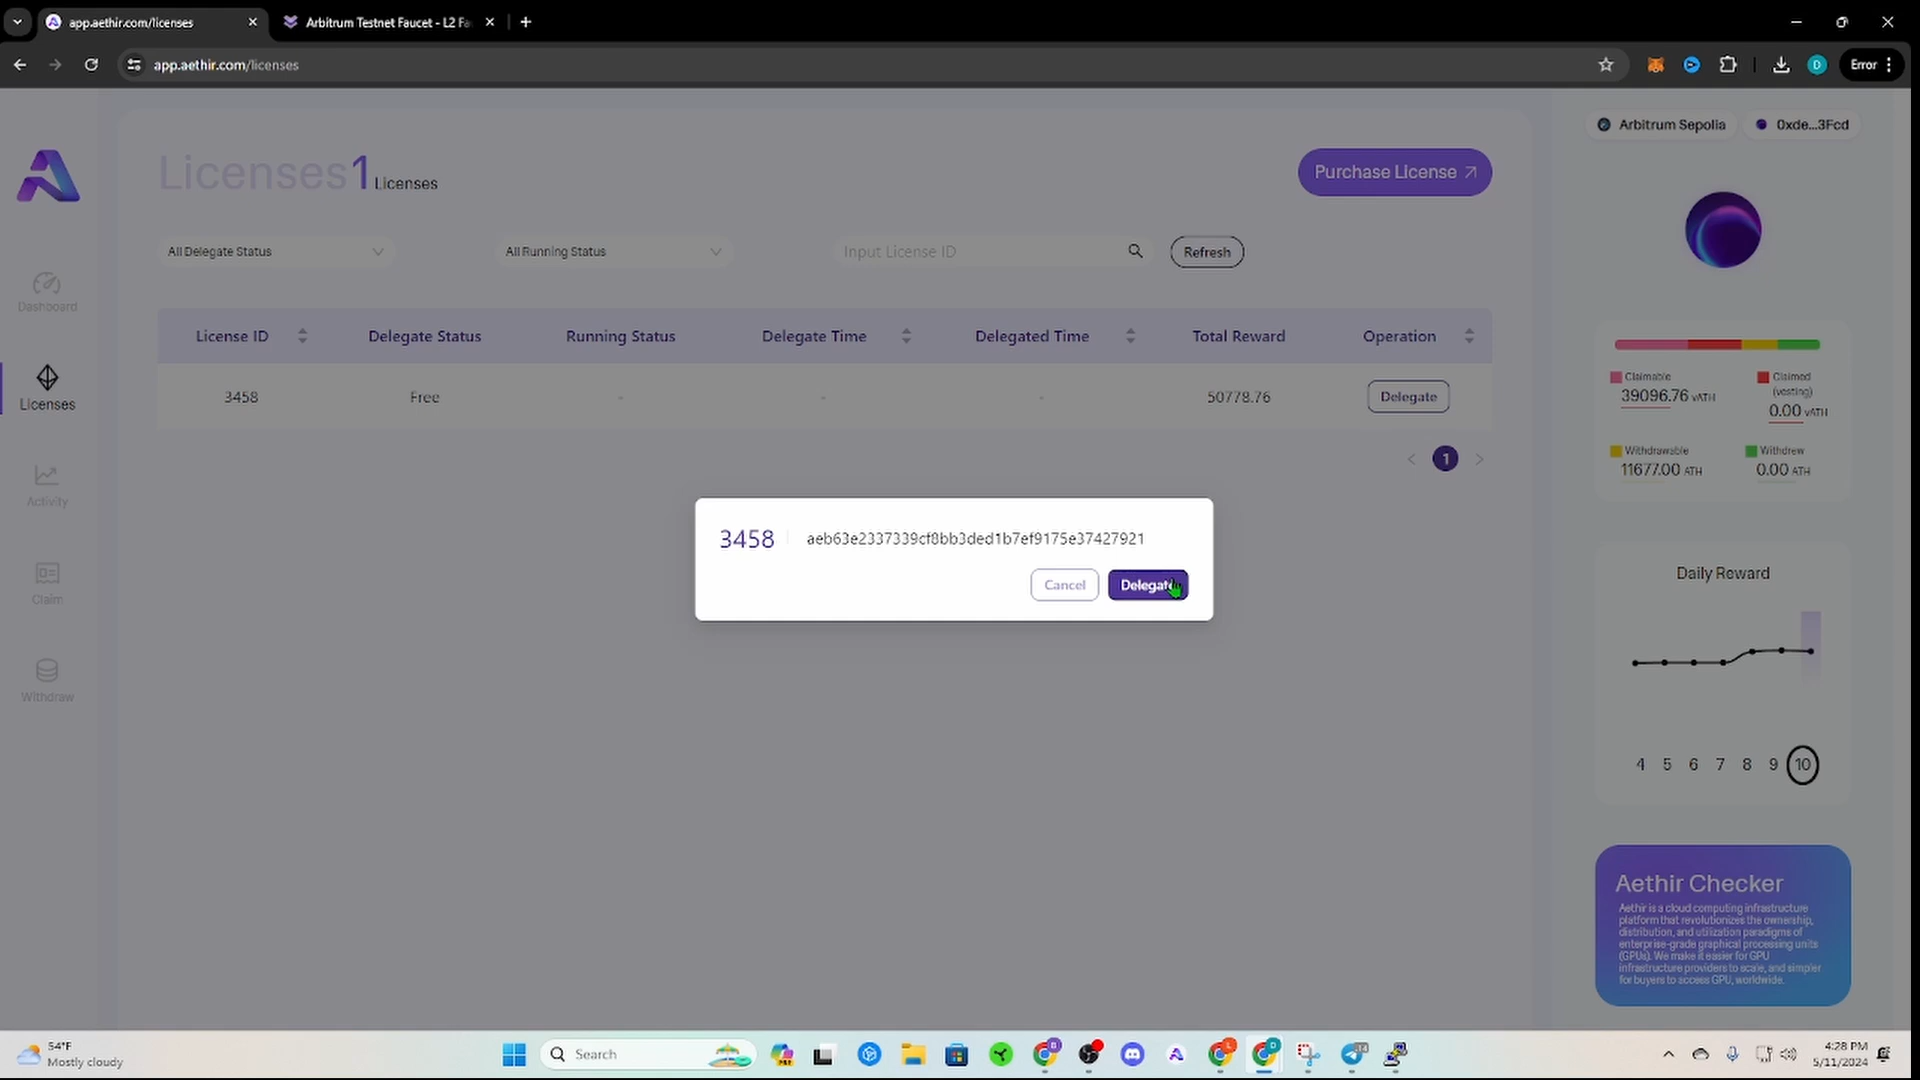 app.aethir.com/licenses
Arbitrum Testnet Faucet - L2 Fa
app.aethir.com/licenses
D
Error
Arbitrum Sepolia
0xde...3Fcd
Licenses 1 Licenses
Purchase License
All Delegate Status
All Running Status
Input License ID
Refresh
Dashboard
Licenses
Activity
Claim
Withdraw
License ID Delegate Status Running Status Delegate Time Delegated Time Total Reward Operation
3458 Free - - - 50778.76 Delegate
< 1 >
3458 aeb63e2337339cf8bb3ded1b7ef9175e37427921
Cancel Delegate
Claimable
39096.76 vATH
Claimed
(vesting)
0.00 vATH
Withdrawable
11677.00 ATH
Withdrew
0.00 ATH
Daily Reward
4 5 6 7 8 9 10
Aethir Checker
Aethir is a cloud computing infrastructure
platform that revolutionizes the ownership,
distribution, and utilization paradigms of
enterprise-grade graphical processing units
(GPUs). We make it easier for GPU
infrastructure providers to scale, and simpler
for buyers to access GPU, worldwide.
54°F
Mostly cloudy
Search
4:28 PM
5/11/2024